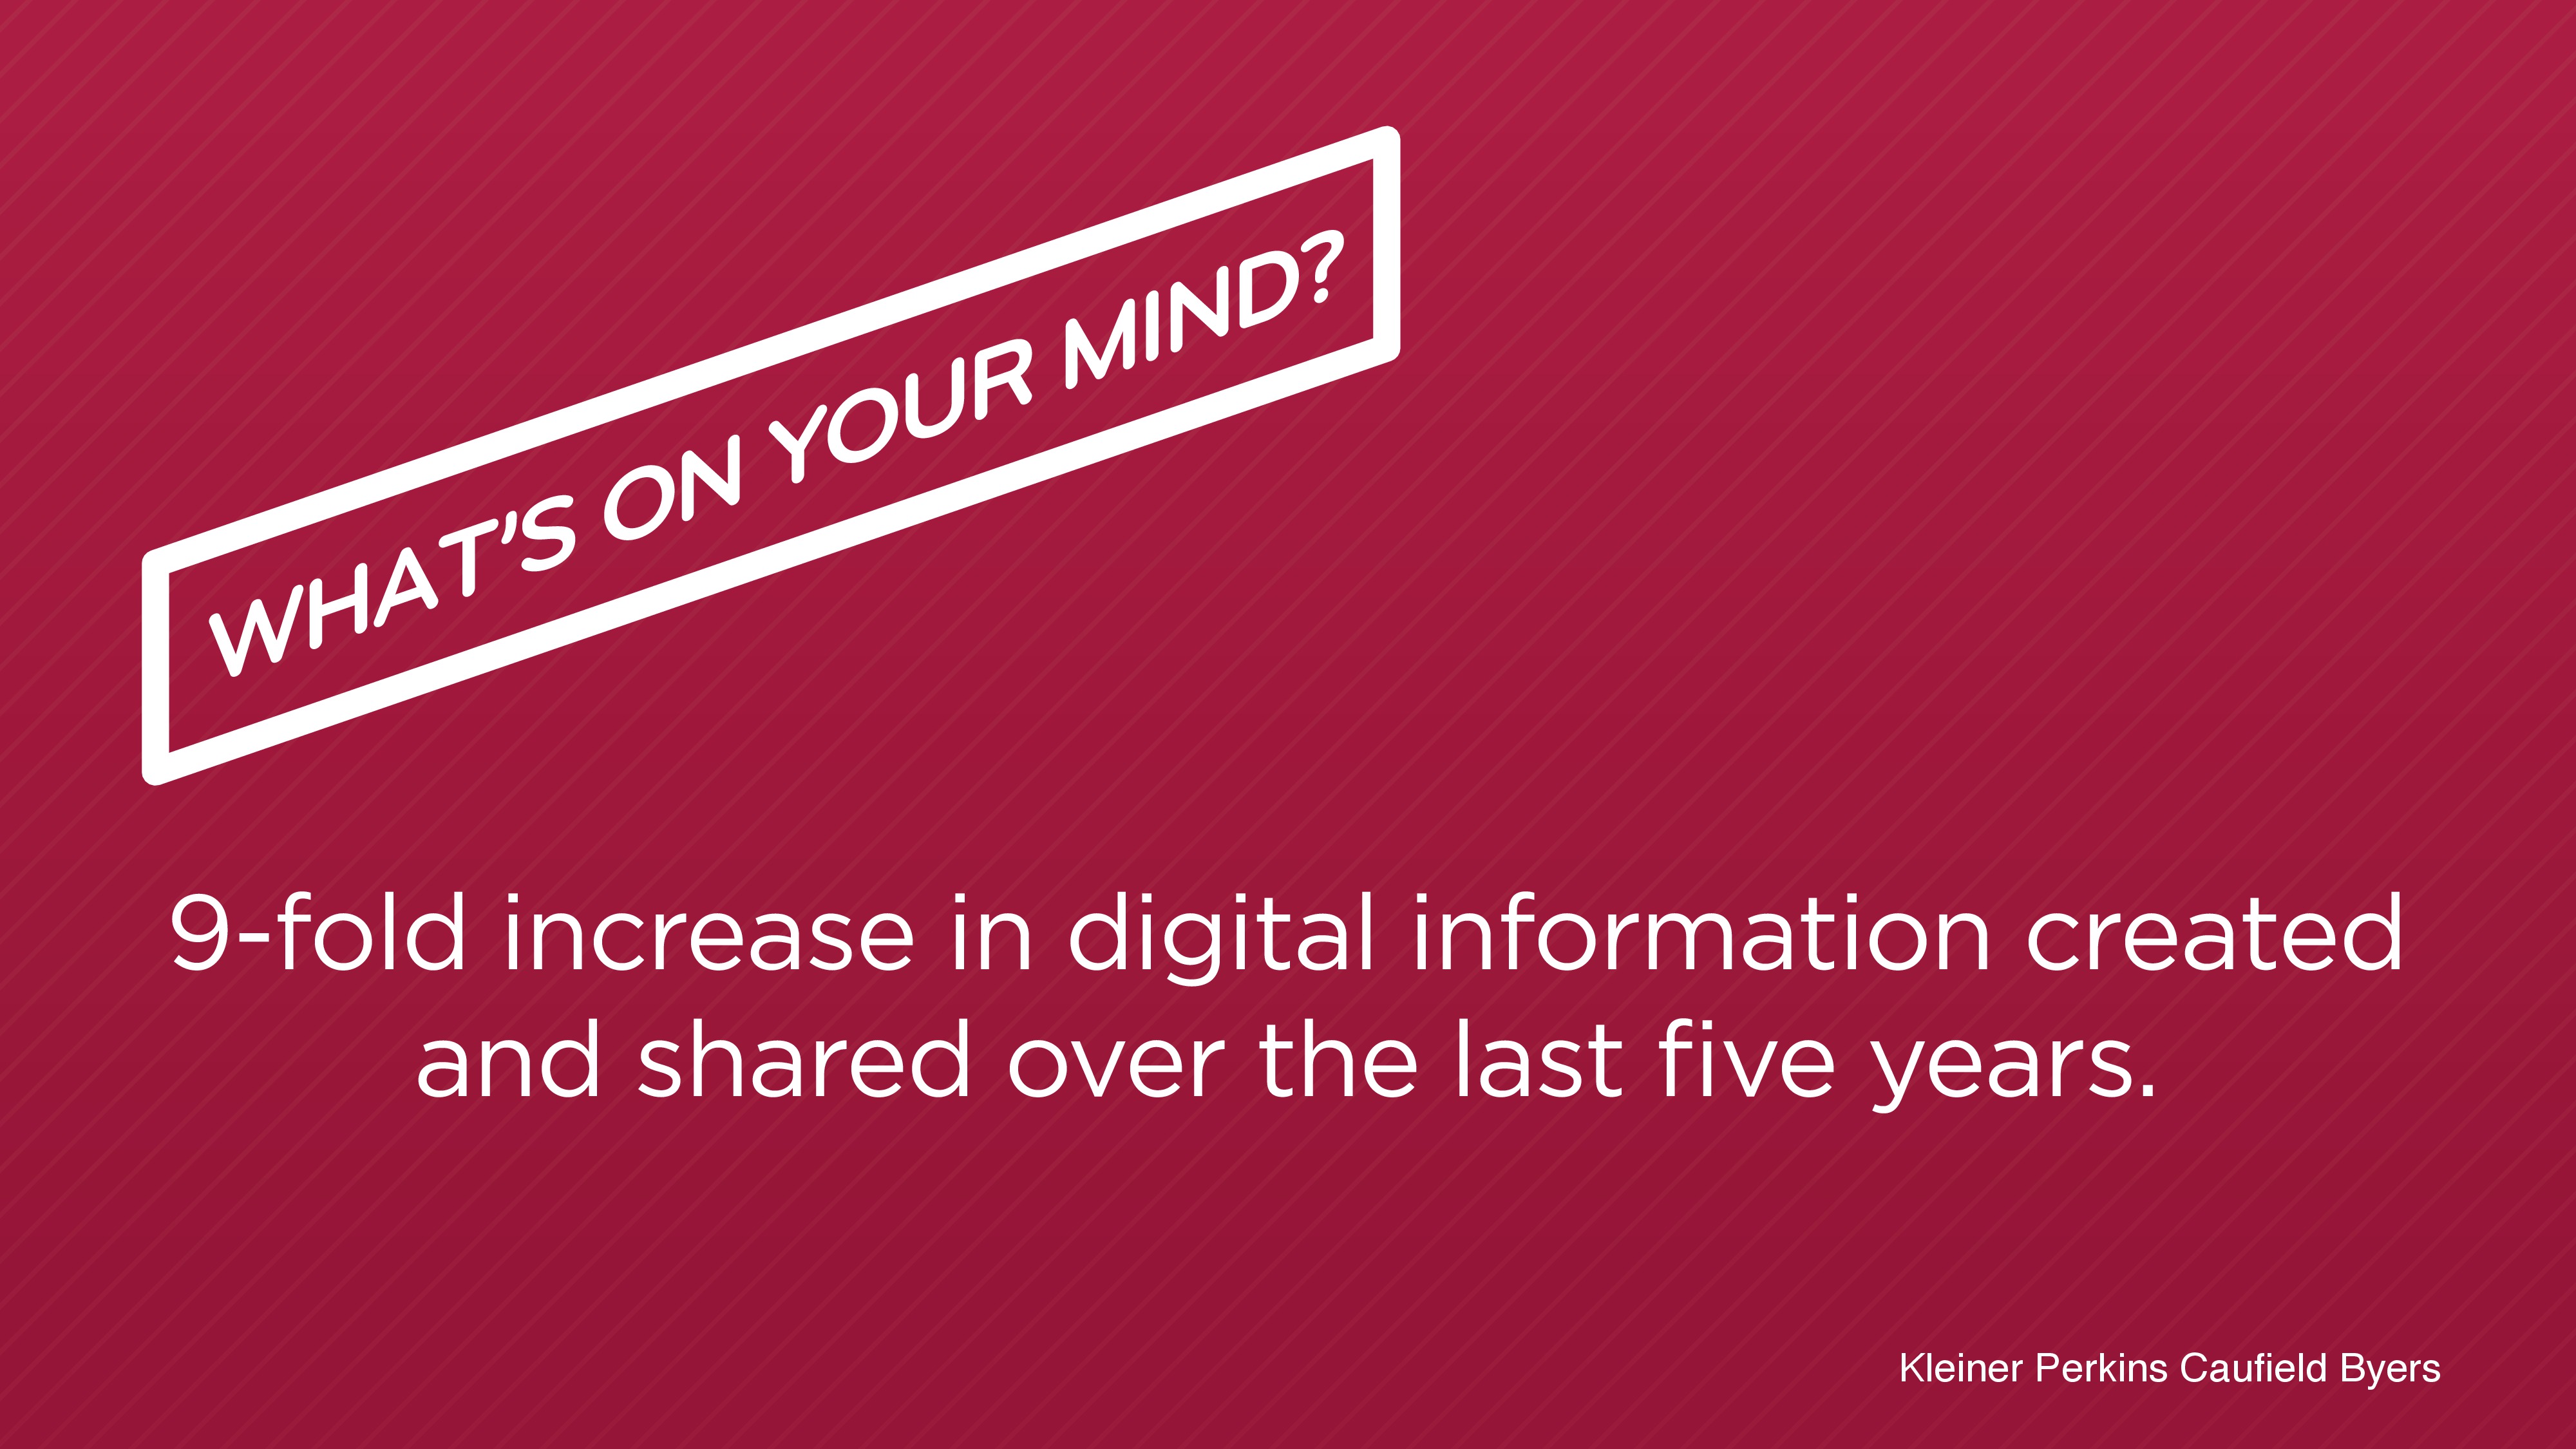 WHAT'S ON YOUR MIND?
9-fold increase in digital information created
and shared over the last five years.
Kleiner Perkins Caufield Byers